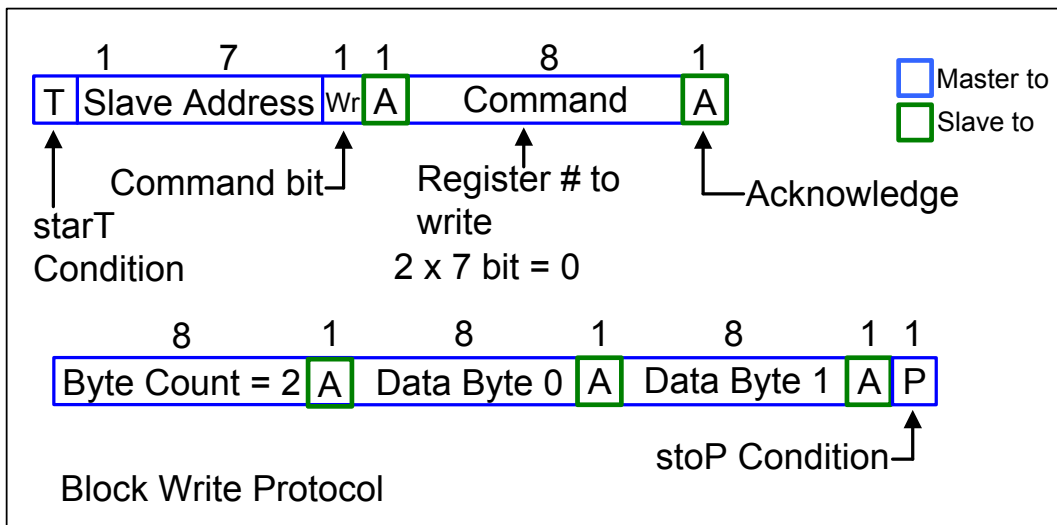 1 7 1 1 8 1
T Slave Address Wr A Command A
Master to
Slave to
Command bit
Register # to
write
2 x 7 bit = 0
Acknowledge
starT
Condition
8 1 8 1 8 1 1
Byte Count = 2 A Data Byte 0 A Data Byte 1 A P
stoP Condition
Block Write Protocol